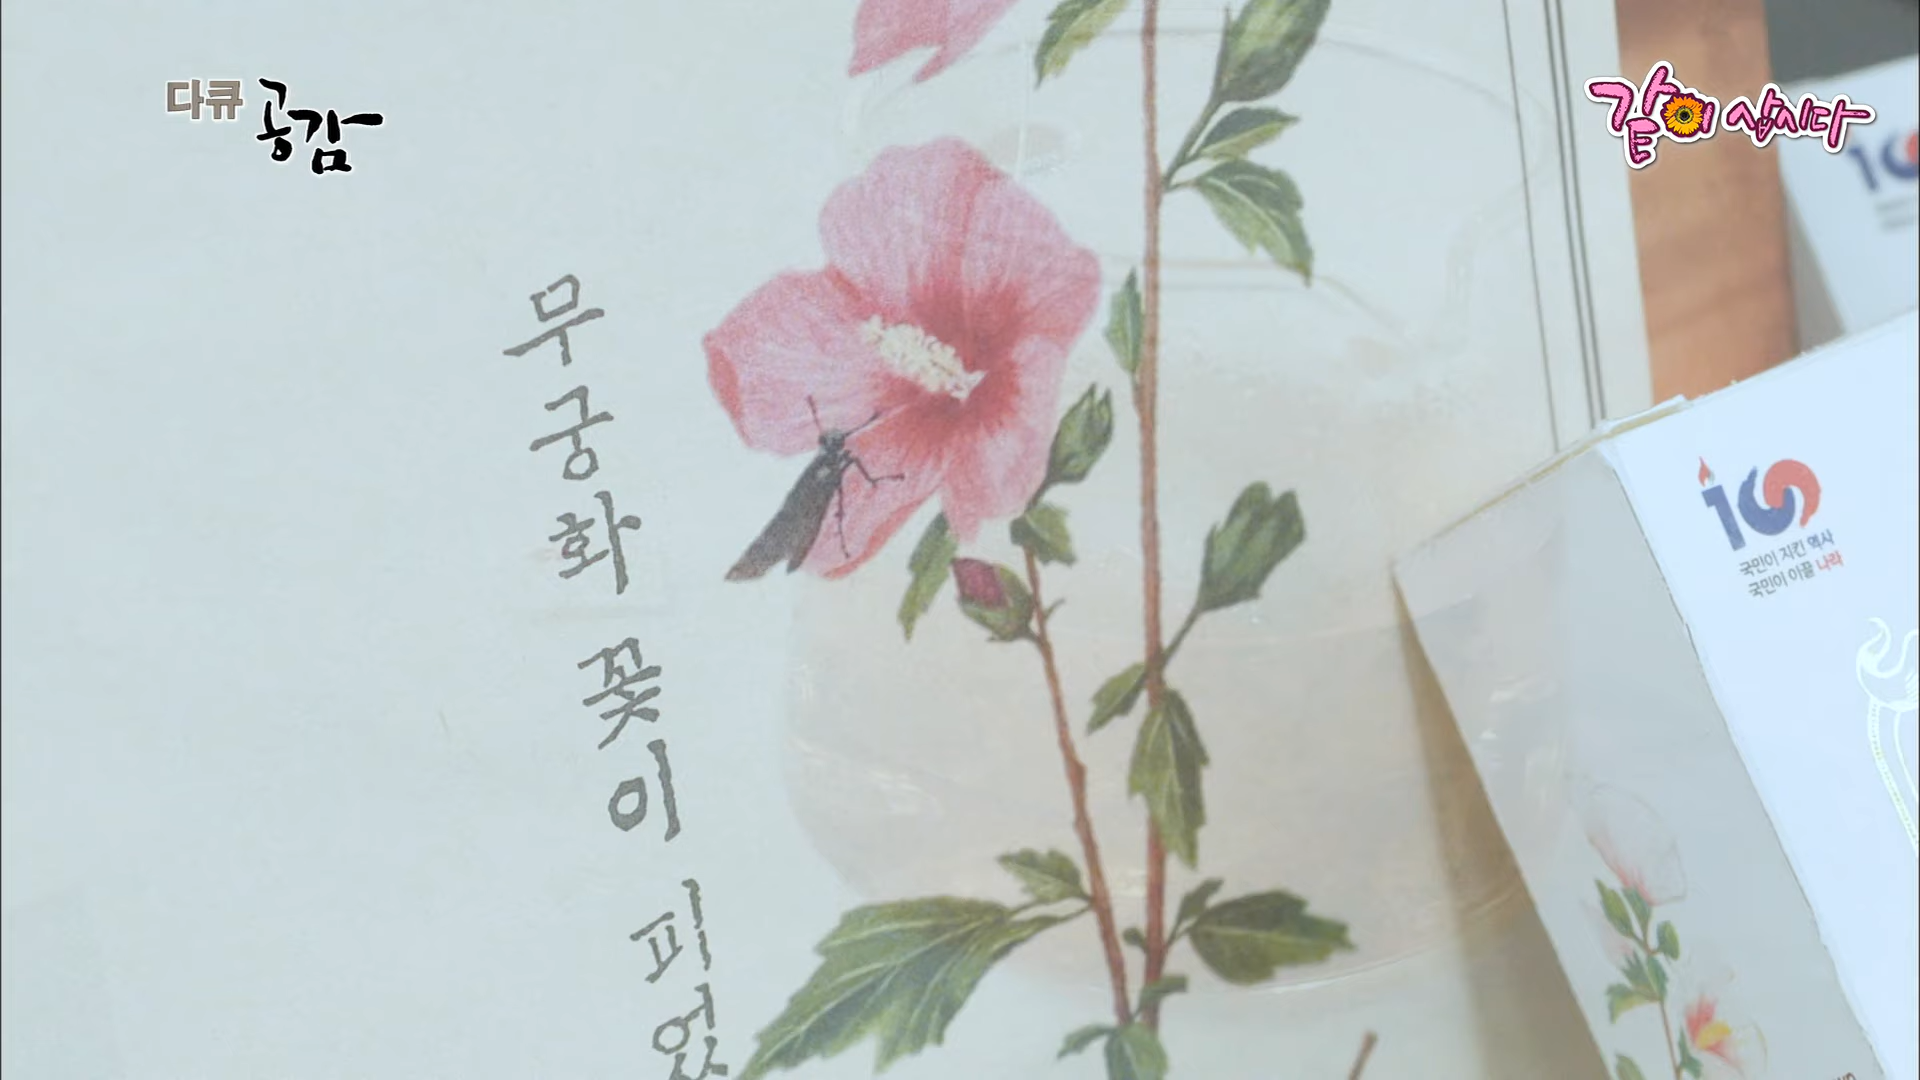 다큐 공감
같이 삽시다
무궁화 꽃이 피었
10
국민이 지킨 역사
국민이 이끌 나라